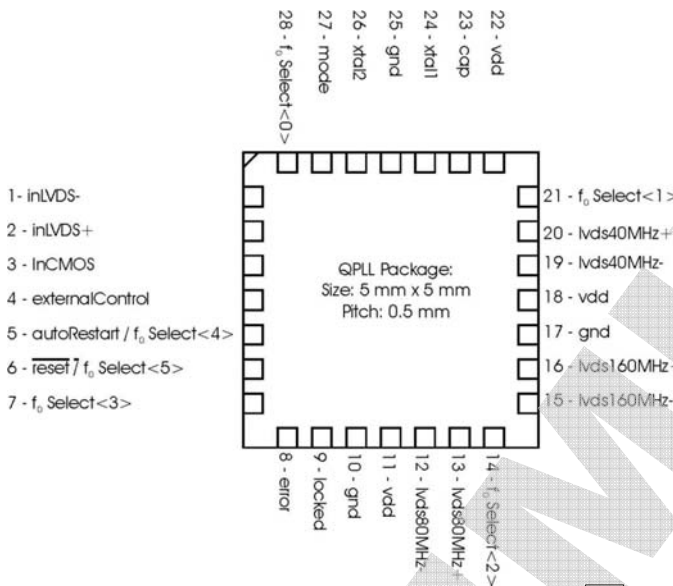 28 - f₀ Select<0>
27 - mode
26 - xtal2
25 - gnd
24 - xtal1
23 - cap
22 - vdd
1 - inLVDS-
2 - inLVDS+
3 - InCMOS
4 - externalControl
5 - autoRestart / f₀ Select<4>
6 - reset / f₀ Select<5>
7 - f₀ Select<3>
QPLL Package:
Size: 5 mm x 5 mm
Pitch: 0.5 mm
21 - f₀ Select<1>
20 - lvds40MHz+
19 - lvds40MHz-
18 - vdd
17 - gnd
16 - lvds160MHz+
15 - lvds160MHz-
8 - error
9 - locked
10 - gnd
11 - vdd
12 - lvds80MHz-
13 - lvds80MHz+
14 - f₀ Select<2>